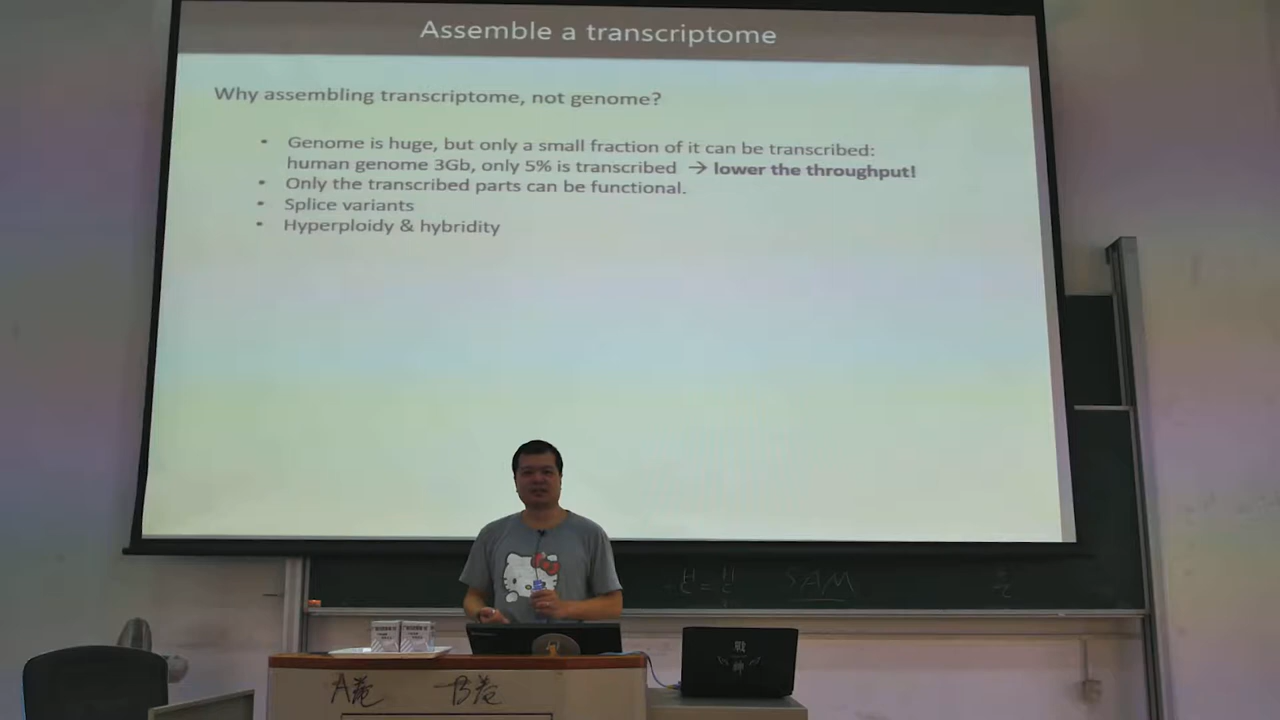 Assemble a transcriptome
Why assembling transcriptome, not genome?
• Genome is huge, but only a small fraction of it can be transcribed:
human genome 3Gb, only 5% is transcribed → lower the throughput!
• Only the transcribed parts can be functional.
• Splice variants
• Hyperploidy & hybridity
SAM
戰神
A卷 B卷